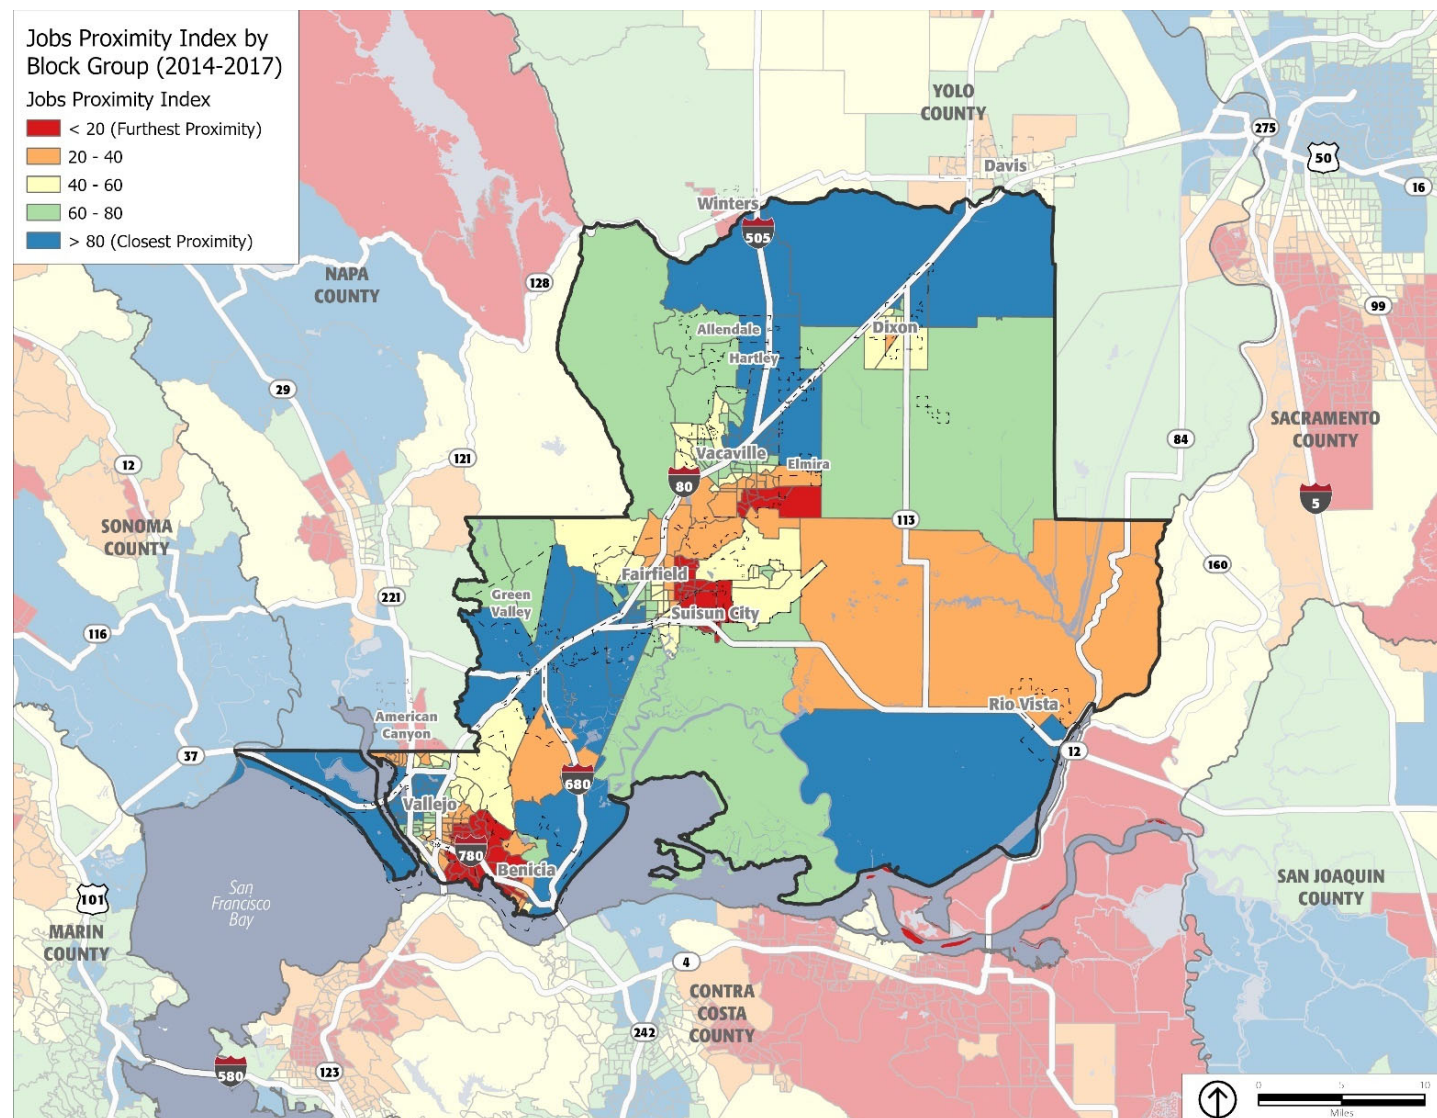 Jobs Proximity Index by
Block Group (2014-2017)
Jobs Proximity Index
< 20 (Furthest Proximity)
20 - 40
40 - 60
60 - 80
> 80 (Closest Proximity)
YOLO
COUNTY
275
50
16
Davis
Winters
505
NAPA
COUNTY
128
99
Allendale
Dixon
Hartley
29
SACRAMENTO
COUNTY
84
12
121
Vacaville
Elmira
80
5
SONOMA
COUNTY
113
160
Fairfield
Green
Valley
221
Suisun City
116
Rio Vista
American
Canyon
37
12
680
Vallejo
780
Benicia
San
Francisco
Bay
101
MARIN
COUNTY
SAN JOAQUIN
COUNTY
4
CONTRA
COSTA
COUNTY
242
580
123
0 5 10
Miles